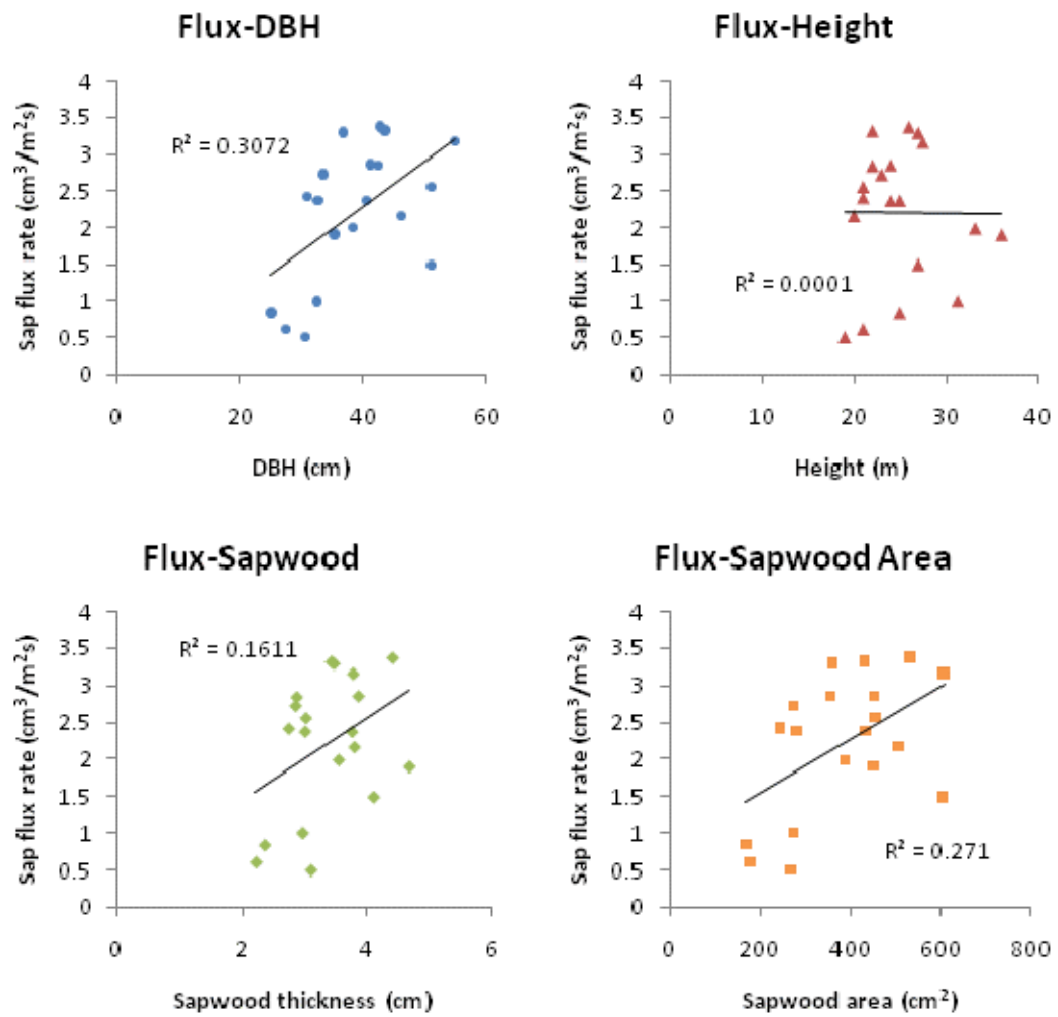 Flux-DBH
Sap flux rate (cm³/m²s)
4
3.5
3
2.5
2
1.5
1
0.5
0
R² = 0.3072
0 20 40 60
DBH (cm)
Flux-Height
Sap flux rate (cm³/m²s)
4
3.5
3
2.5
2
1.5
1
0.5
0
R² = 0.0001
0 10 20 30 40
Height (m)
Flux-Sapwood
Sap flux rate (cm³/m²s)
4
3.5
3
2.5
2
1.5
1
0.5
0
R² = 0.1611
0 2 4 6
Sapwood thickness (cm)
Flux-Sapwood Area
Sap flux rate (cm³/m²s)
4
3.5
3
2.5
2
1.5
1
0.5
0
R² = 0.271
0 200 400 600 800
Sapwood area (cm²)